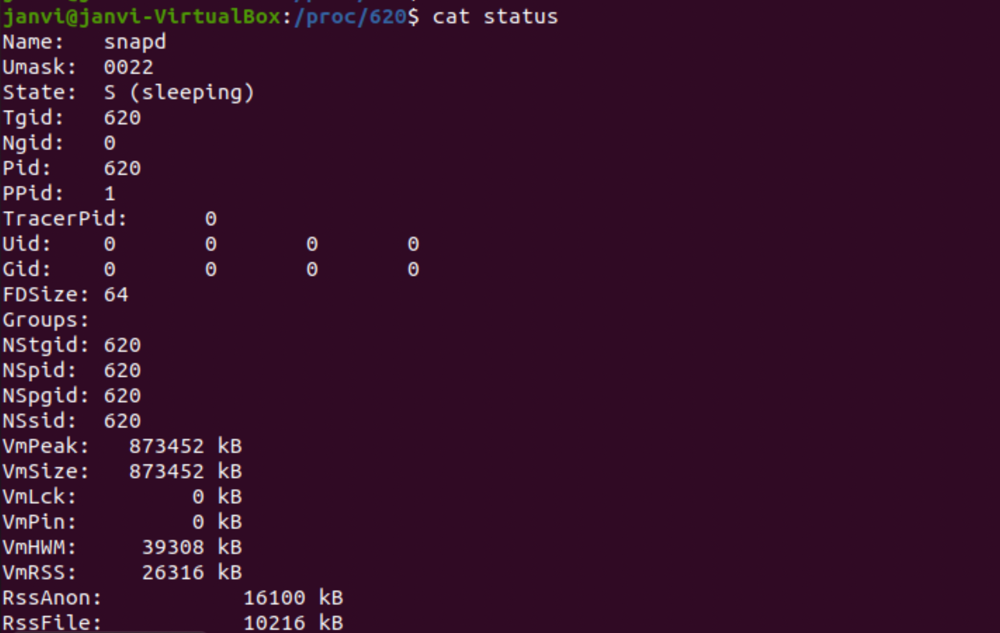 janvi@janvi-VirtualBox:/proc/620$ cat status
Name:   snapd
Umask:  0022
State:  S (sleeping)
Tgid:   620
Ngid:   0
Pid:    620
PPid:   1
TracerPid:      0
Uid:    0       0       0       0
Gid:    0       0       0       0
FDSize: 64
Groups:
NStgid: 620
NSpid:  620
NSpgid: 620
NSsid:  620
VmPeak:   873452 kB
VmSize:   873452 kB
VmLck:         0 kB
VmPin:         0 kB
VmHWM:     39308 kB
VmRSS:     26316 kB
RssAnon:           16100 kB
RssFile:           10216 kB